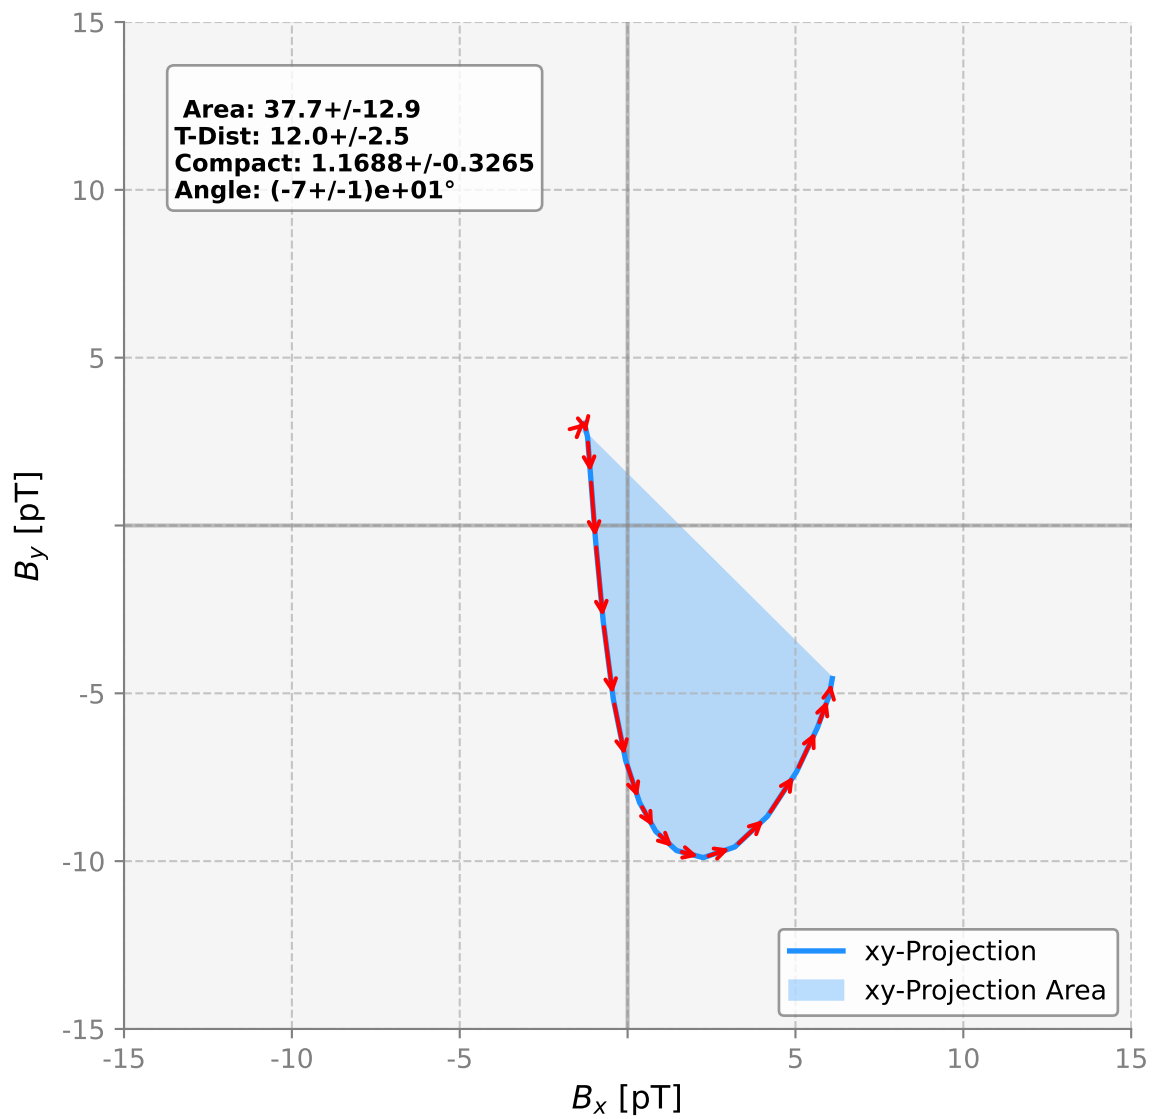 15
10
5
-5
-10
-15
Area: 37.7+/-12.9
T-Dist: 12.0+/-2.5
Compact: 1.1688+/-0.3265
Angle: (-7+/-1)e+01°
B_y [pT]
xy-Projection
xy-Projection Area
-15 -10 -5 5 10 15
B_x [pT]